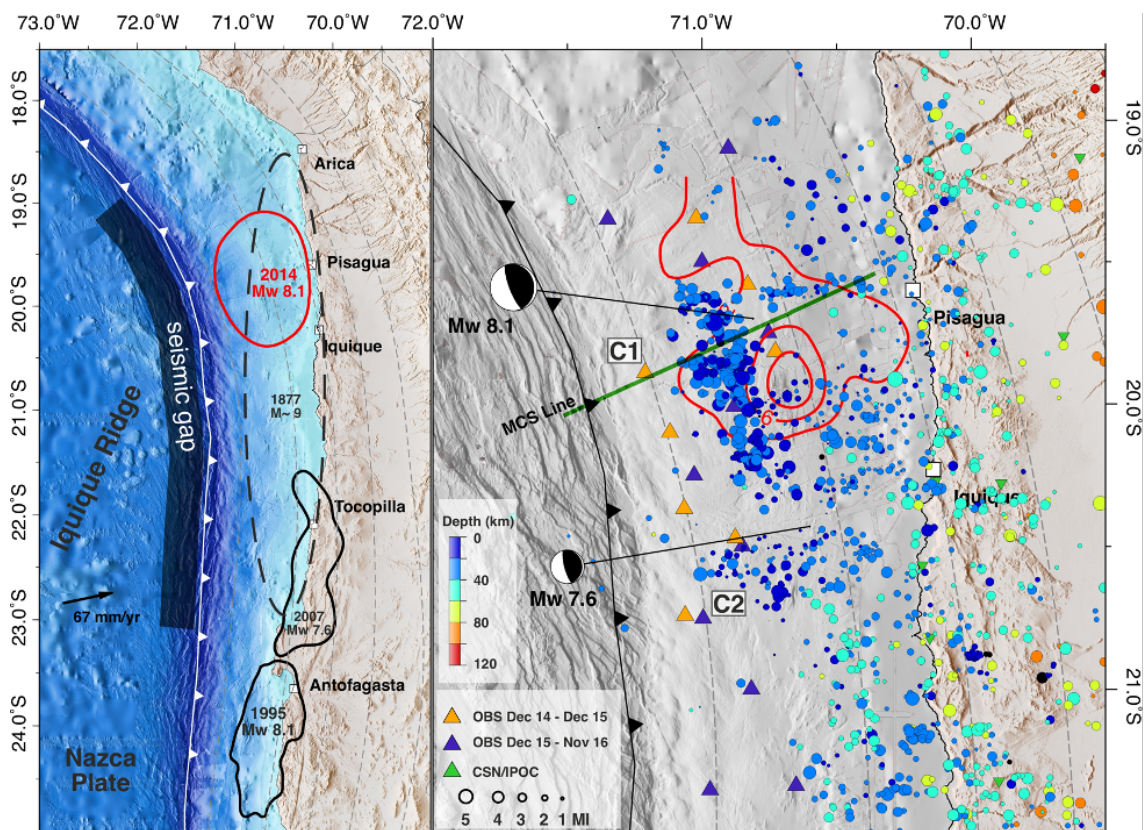 73.0°W 72.0°W 71.0°W 70.0°W 72.0°W 71.0°W 70.0°W
18.0°S
19.0°S
20.0°S
21.0°S
22.0°S
23.0°S
24.0°S
Arica
Pisagua
2014
Mw 8.1
Iquique
1877
M~ 9
seismic gap
Iquique Ridge
Tocopilla
67 mm/yr
2007
Mw 7.6
Antofagasta
1995
Mw 8.1
Nazca
Plate
19.0°S
20.0°S
21.0°S
Mw 8.1
Pisagua
C1
MCS Line
6
Iquique
Mw 7.6
C2
Depth (km)
0
40
80
120
OBS Dec 14 - Dec 15
OBS Dec 15 - Nov 16
CSN/IPOC
5 4 3 2 1 Ml